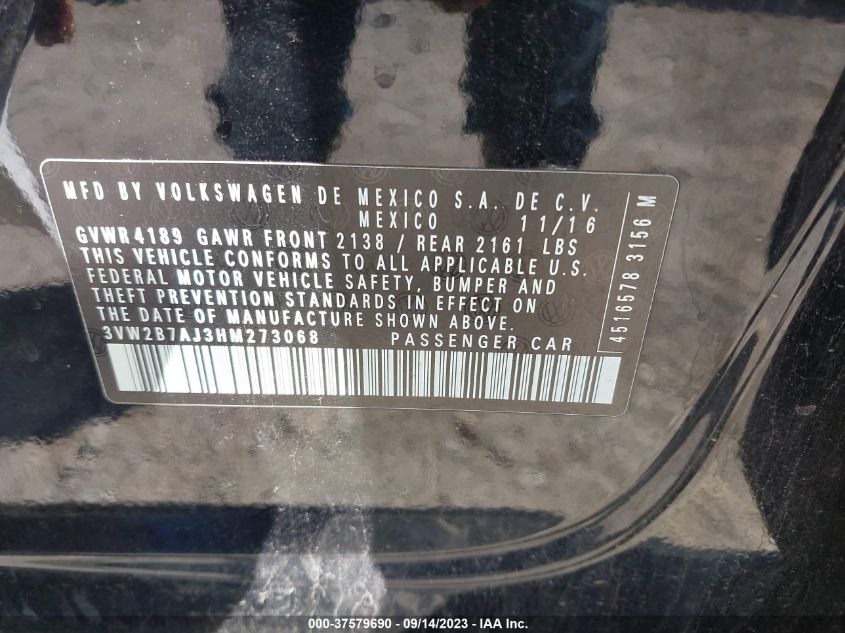 MFD BY VOLKSWAGEN DE MEXICO S.A. DE C.V.
MEXICO 11/16
GVWR4189 GAWR FRONT 2138 / REAR 2161 LBS
THIS VEHICLE CONFORMS TO ALL APPLICABLE U.S.
FEDERAL MOTOR VEHICLE SAFETY, BUMPER AND
THEFT PREVENTION STANDARDS IN EFFECT ON
THE DATE OF MANUFACTURE SHOWN ABOVE.
3VW2B7AJ3HM273068 PASSENGER CAR
4516578 3156 M
000-37579690 - 09/14/2023 - IAA Inc.